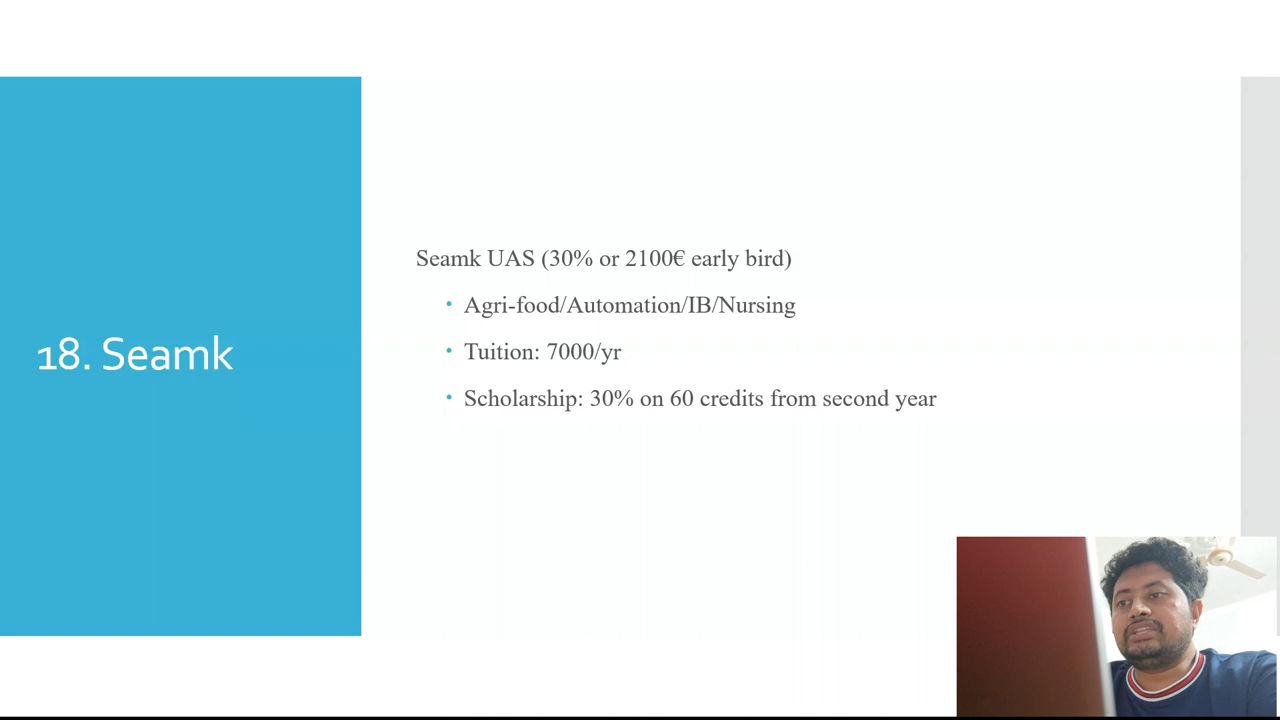 18. Seamk
Seamk UAS (30% or 2100€ early bird)
• Agri-food/Automation/IB/Nursing
• Tuition: 7000/yr
• Scholarship: 30% on 60 credits from second year